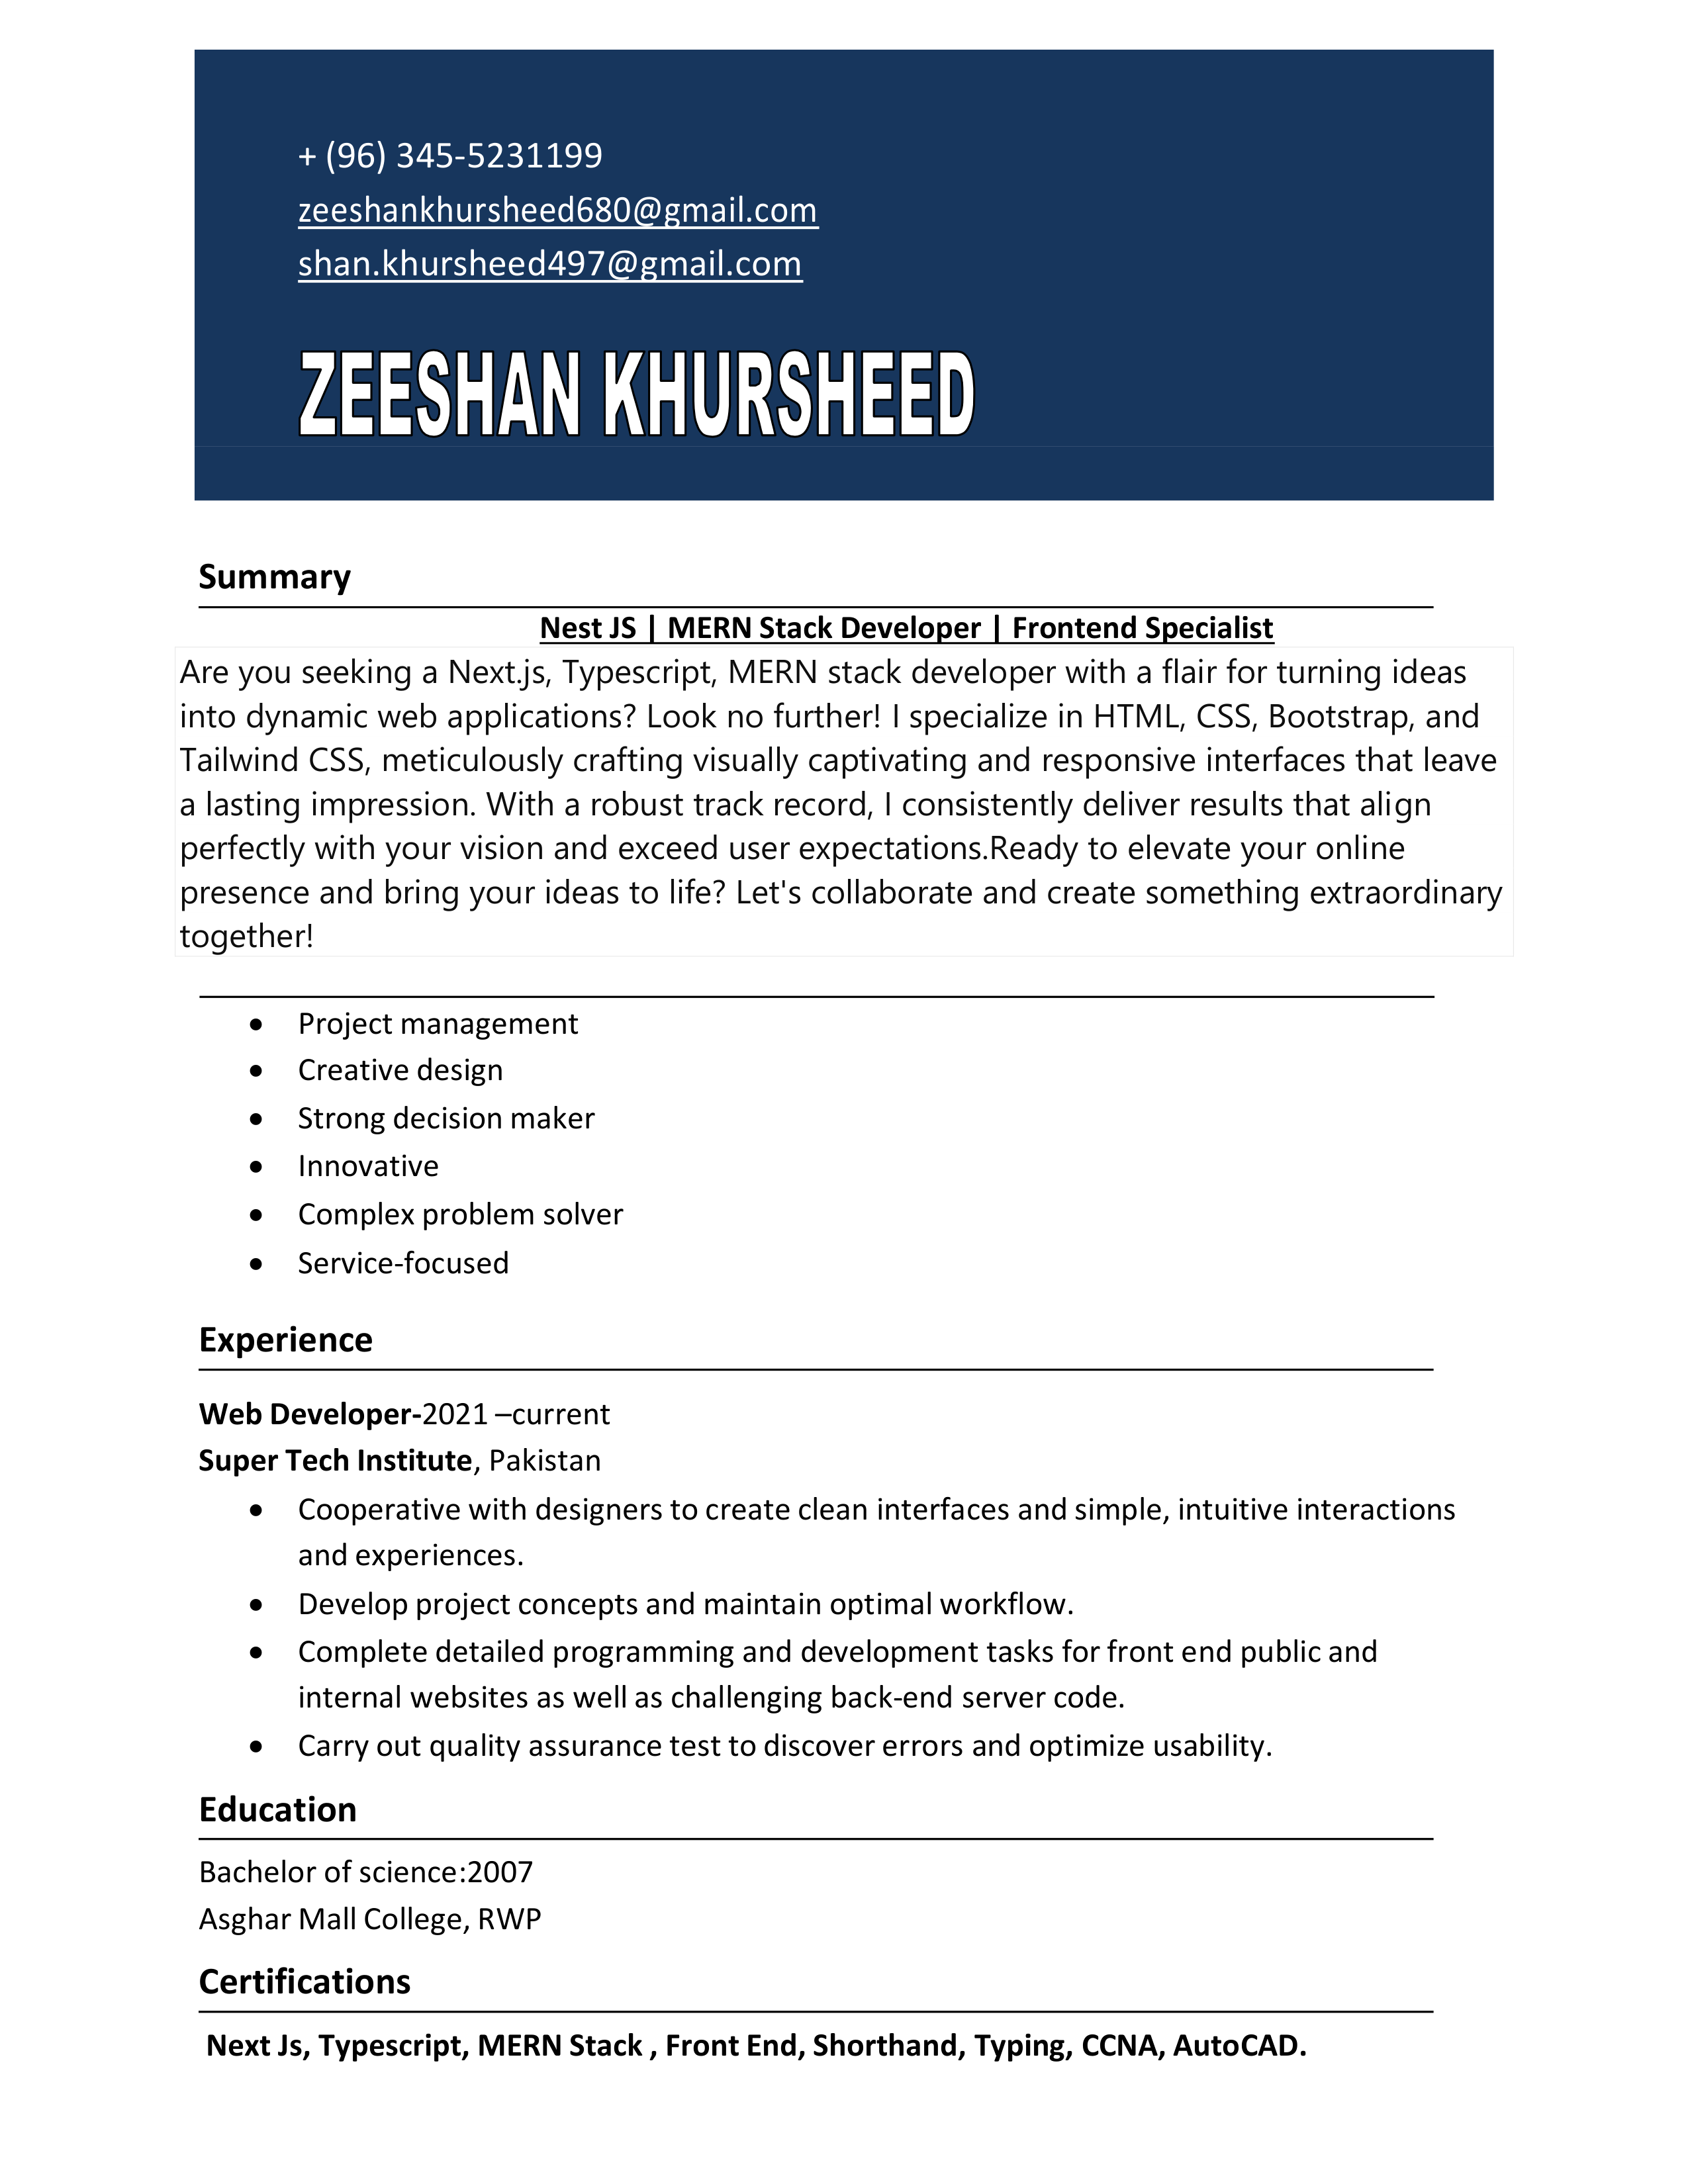 + (96) 345-5231199
zeeshankhursheed680@gmail.com
shan.khursheed497@gmail.com
ZEESHAN KHURSHEED
Summary
Nest JS | MERN Stack Developer | Frontend Specialist
Are you seeking a Next.js, Typescript, MERN stack developer with a flair for turning ideas
into dynamic web applications? Look no further! I specialize in HTML, CSS, Bootstrap, and
Tailwind CSS, meticulously crafting visually captivating and responsive interfaces that leave
a lasting impression. With a robust track record, I consistently deliver results that align
perfectly with your vision and exceed user expectations.Ready to elevate your online
presence and bring your ideas to life? Let's collaborate and create something extraordinary
together!
• Project management
• Creative design
• Strong decision maker
• Innovative
• Complex problem solver
• Service-focused
Experience
Web Developer-2021 –current
Super Tech Institute, Pakistan
• Cooperative with designers to create clean interfaces and simple, intuitive interactions
and experiences.
• Develop project concepts and maintain optimal workflow.
• Complete detailed programming and development tasks for front end public and
internal websites as well as challenging back-end server code.
• Carry out quality assurance test to discover errors and optimize usability.
Education
Bachelor of science:2007
Asghar Mall College, RWP
Certifications
Next Js, Typescript, MERN Stack , Front End, Shorthand, Typing, CCNA, AutoCAD.